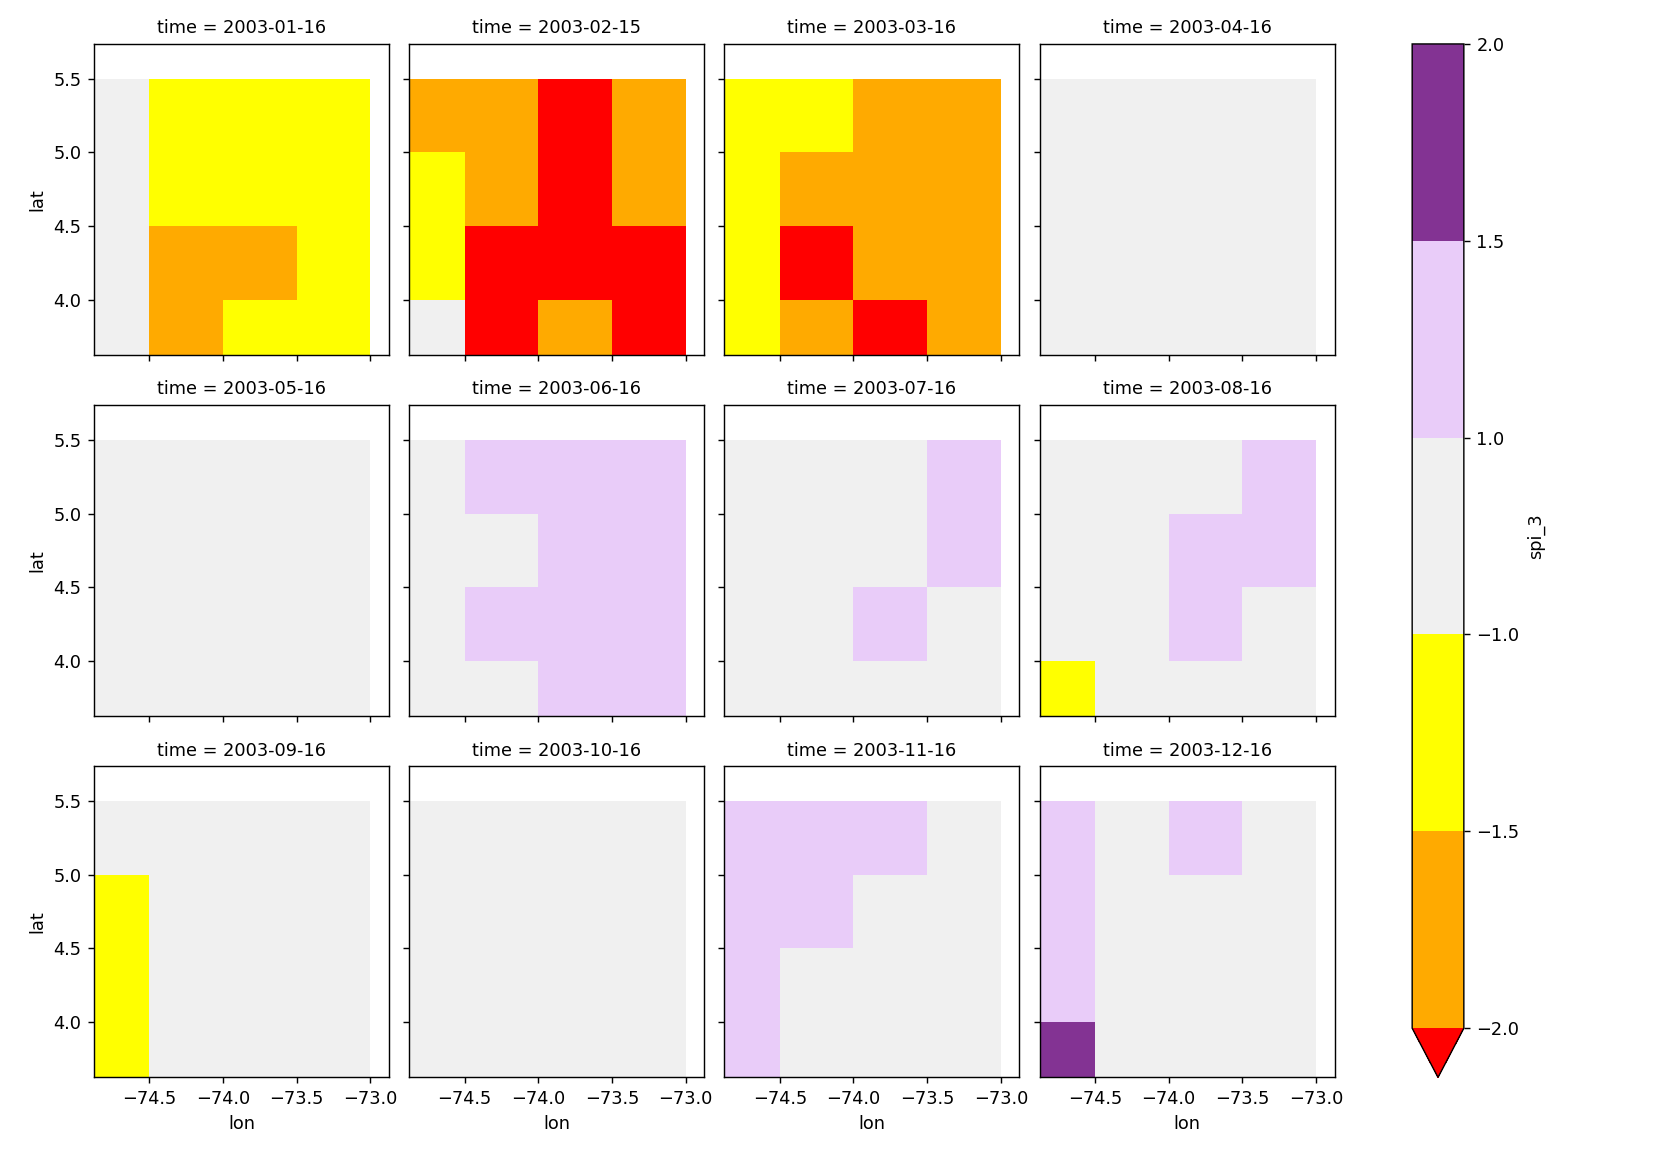 time = 2003-01-16
time = 2003-02-15
time = 2003-03-16
time = 2003-04-16
2.0
5.5
5.0
lat
4.5
4.0
1.5
time = 2003-05-16
time = 2003-06-16
time = 2003-07-16
time = 2003-08-16
1.0
5.5
5.0
lat
4.5
4.0
spi_3
−1.0
time = 2003-09-16
time = 2003-10-16
time = 2003-11-16
time = 2003-12-16
5.5
5.0
lat
4.5
4.0
−1.5
−2.0
−74.5 −74.0 −73.5 −73.0
−74.5 −74.0 −73.5 −73.0
−74.5 −74.0 −73.5 −73.0
−74.5 −74.0 −73.5 −73.0
lon
lon
lon
lon